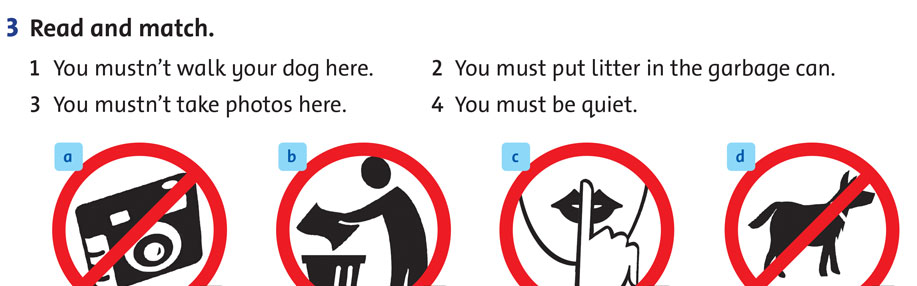 3 Read and match.
1 You mustn't walk your dog here. 2 You must put litter in the garbage can.
3 You mustn't take photos here. 4 You must be quiet.
a b c d